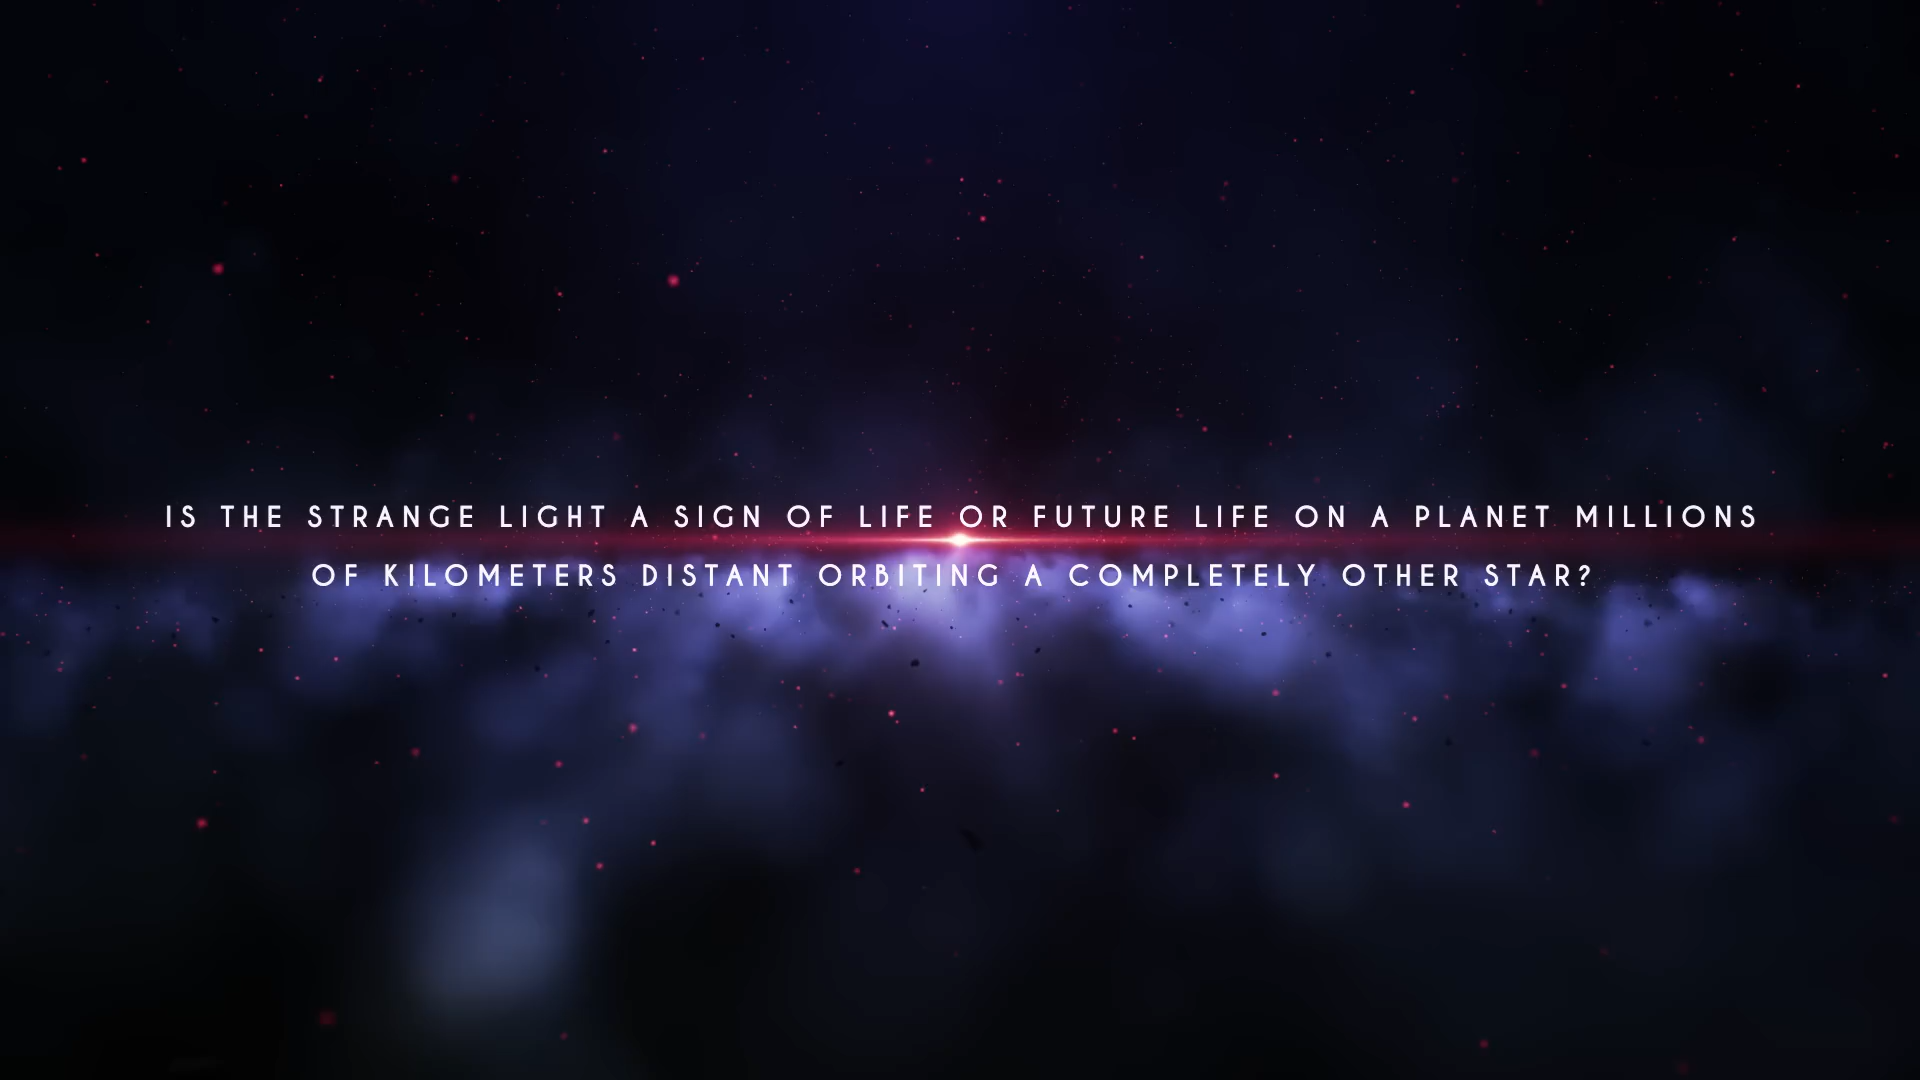 IS THE STRANGE LIGHT A SIGN OF LIFE OR FUTURE LIFE ON A PLANET MILLIONS
OF KILOMETERS DISTANT ORBITING A COMPLETELY OTHER STAR?